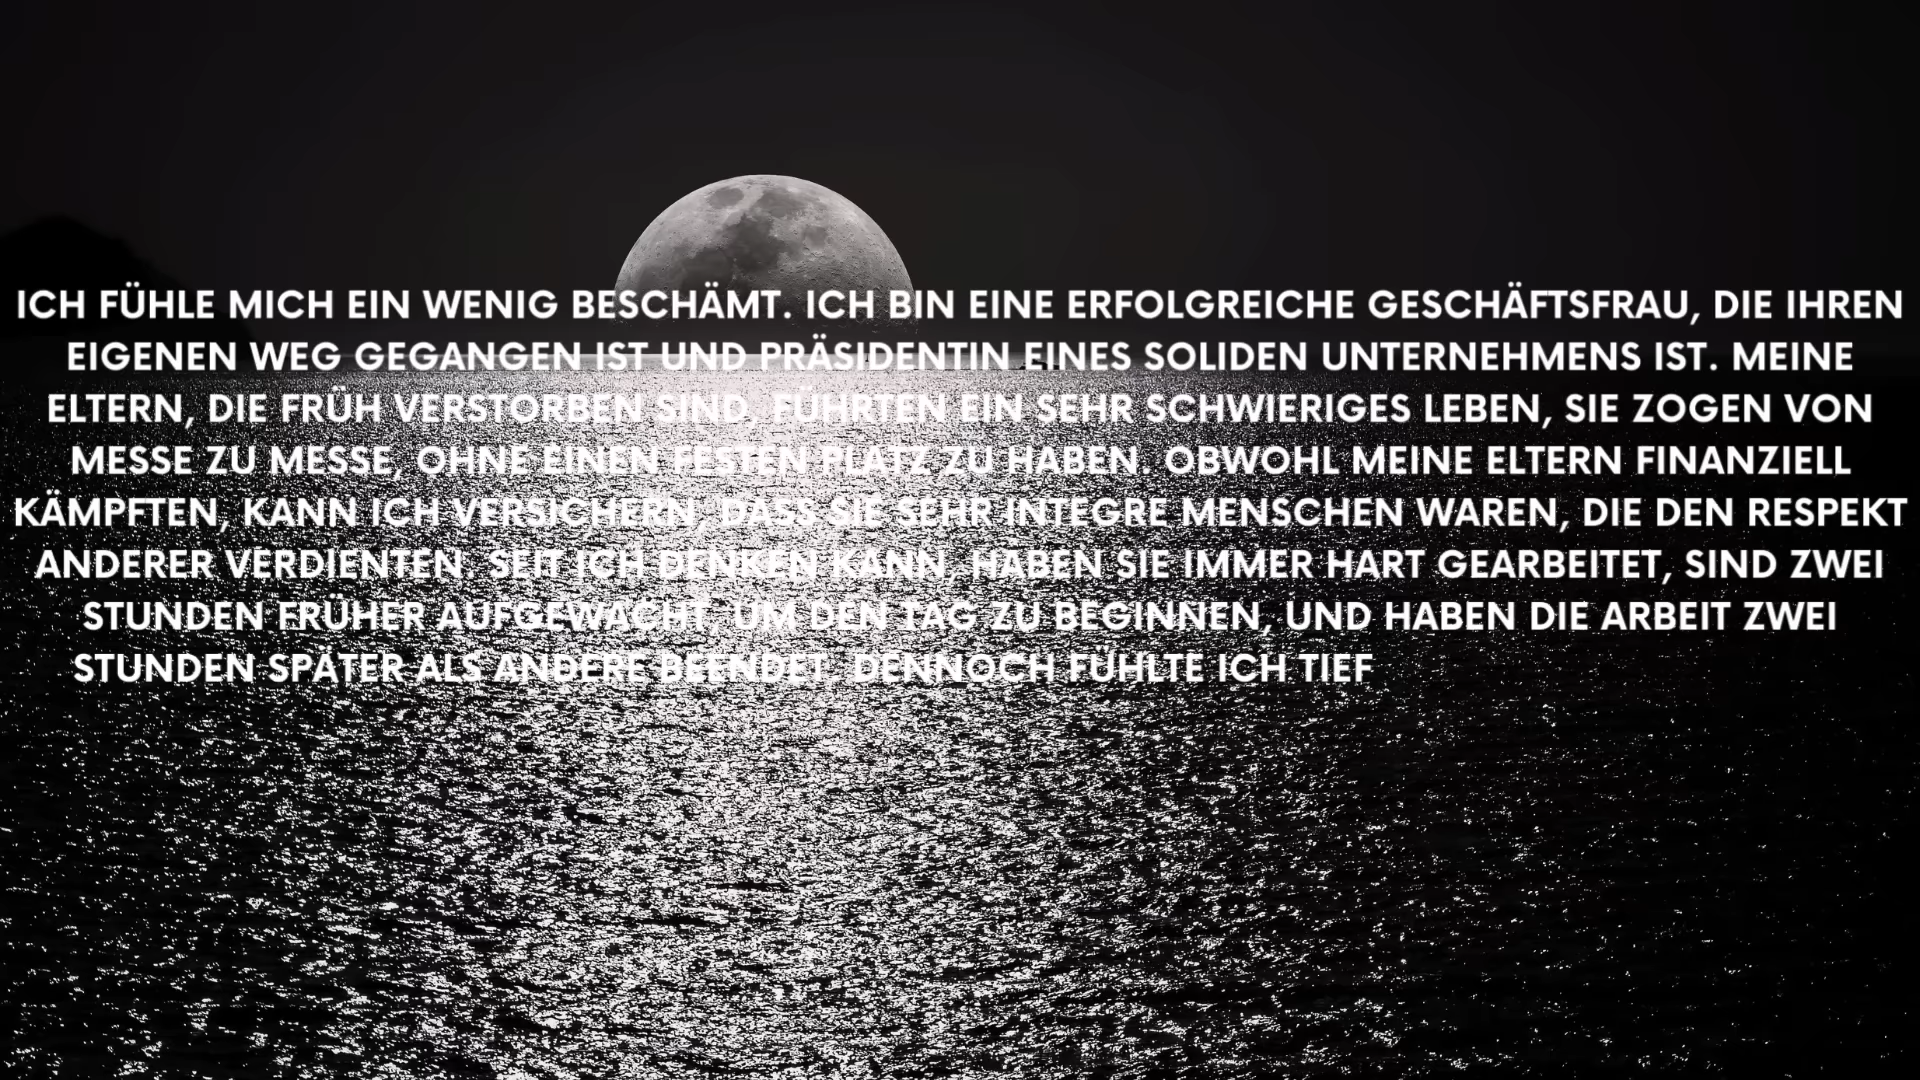 ICH FÜHLE MICH EIN WENIG BESCHÄMT. ICH BIN EINE ERFOLGREICHE GESCHÄFTSFRAU, DIE IHREN
EIGENEN WEG GEGANGEN IST UND PRÄSIDENTIN EINES SOLIDEN UNTERNEHMENS IST. MEINE
ELTERN, DIE FRÜH VERSTORBEN SIND, FÜHRTEN EIN SEHR SCHWIERIGES LEBEN, SIE ZOGEN VON
MESSE ZU MESSE, OHNE EINEN FESTEN PLATZ ZU HABEN. OBWOHL MEINE ELTERN FINANZIELL
KÄMPFTEN, KANN ICH VERSICHERN, DASS SIE SEHR INTEGRE MENSCHEN WAREN, DIE DEN RESPEKT
ANDERER VERDIENTEN. SEIT ICH DENKEN KANN, HABEN SIE IMMER HART GEARBEITET, SIND ZWEI
STUNDEN FRÜHER AUFGEWACHT, UM DEN TAG ZU BEGINNEN, UND HABEN DIE ARBEIT ZWEI
STUNDEN SPÄTER ALS ANDERE BEENDET. DENNOCH FÜHLTE ICH TIEF